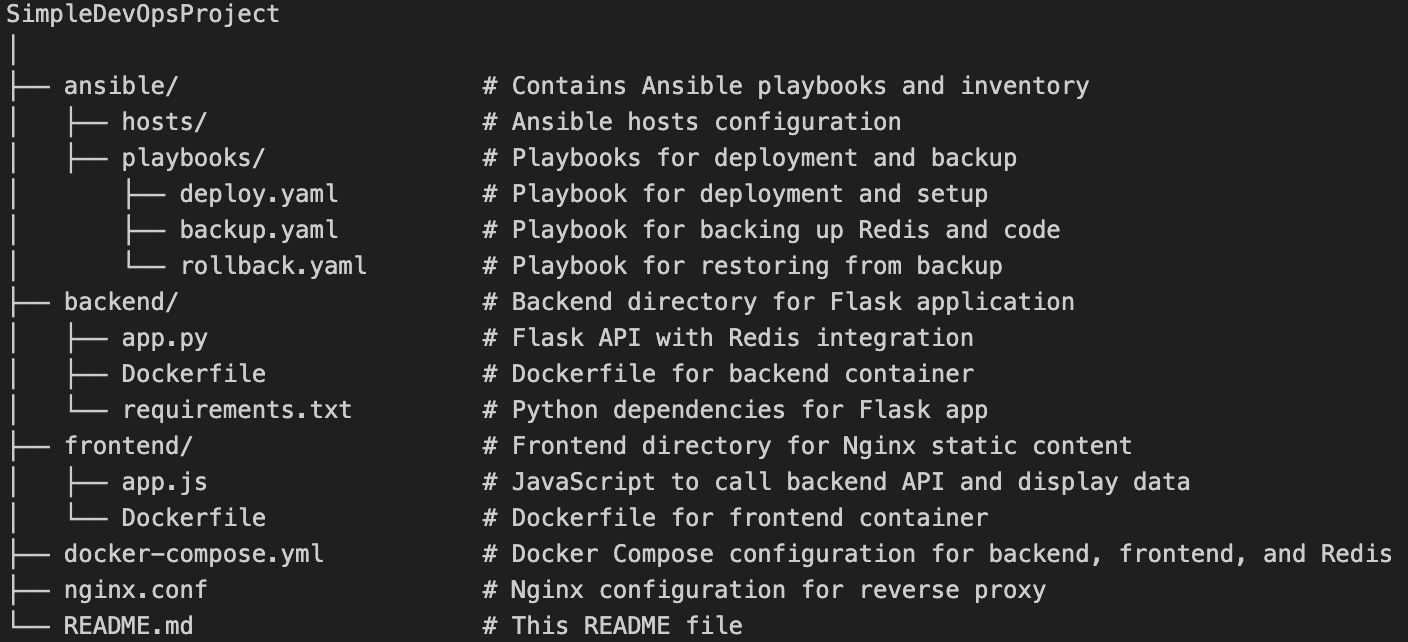 SimpleDevOpsProject
│
├── ansible/                     # Contains Ansible playbooks and inventory
│   ├── hosts/                   # Ansible hosts configuration
│   ├── playbooks/               # Playbooks for deployment and backup
│       ├── deploy.yaml          # Playbook for deployment and setup
│       ├── backup.yaml          # Playbook for backing up Redis and code
│       └── rollback.yaml        # Playbook for restoring from backup
├── backend/                     # Backend directory for Flask application
│   ├── app.py                   # Flask API with Redis integration
│   ├── Dockerfile               # Dockerfile for backend container
│   └── requirements.txt         # Python dependencies for Flask app
├── frontend/                    # Frontend directory for Nginx static content
│   ├── app.js                   # JavaScript to call backend API and display data
│   └── Dockerfile               # Dockerfile for frontend container
├── docker-compose.yml           # Docker Compose configuration for backend, frontend, and Redis
├── nginx.conf                   # Nginx configuration for reverse proxy
└── README.md                    # This README file